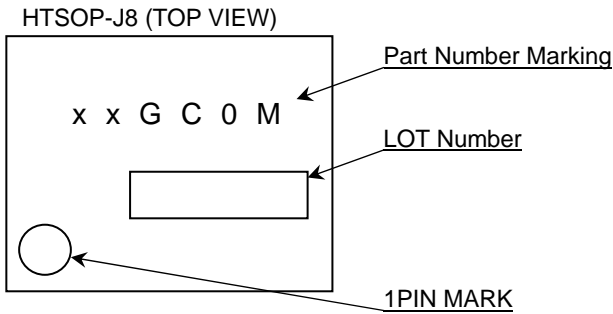 HTSOP-J8 (TOP VIEW)
Part Number Marking
x x G C 0 M
LOT Number
1PIN MARK